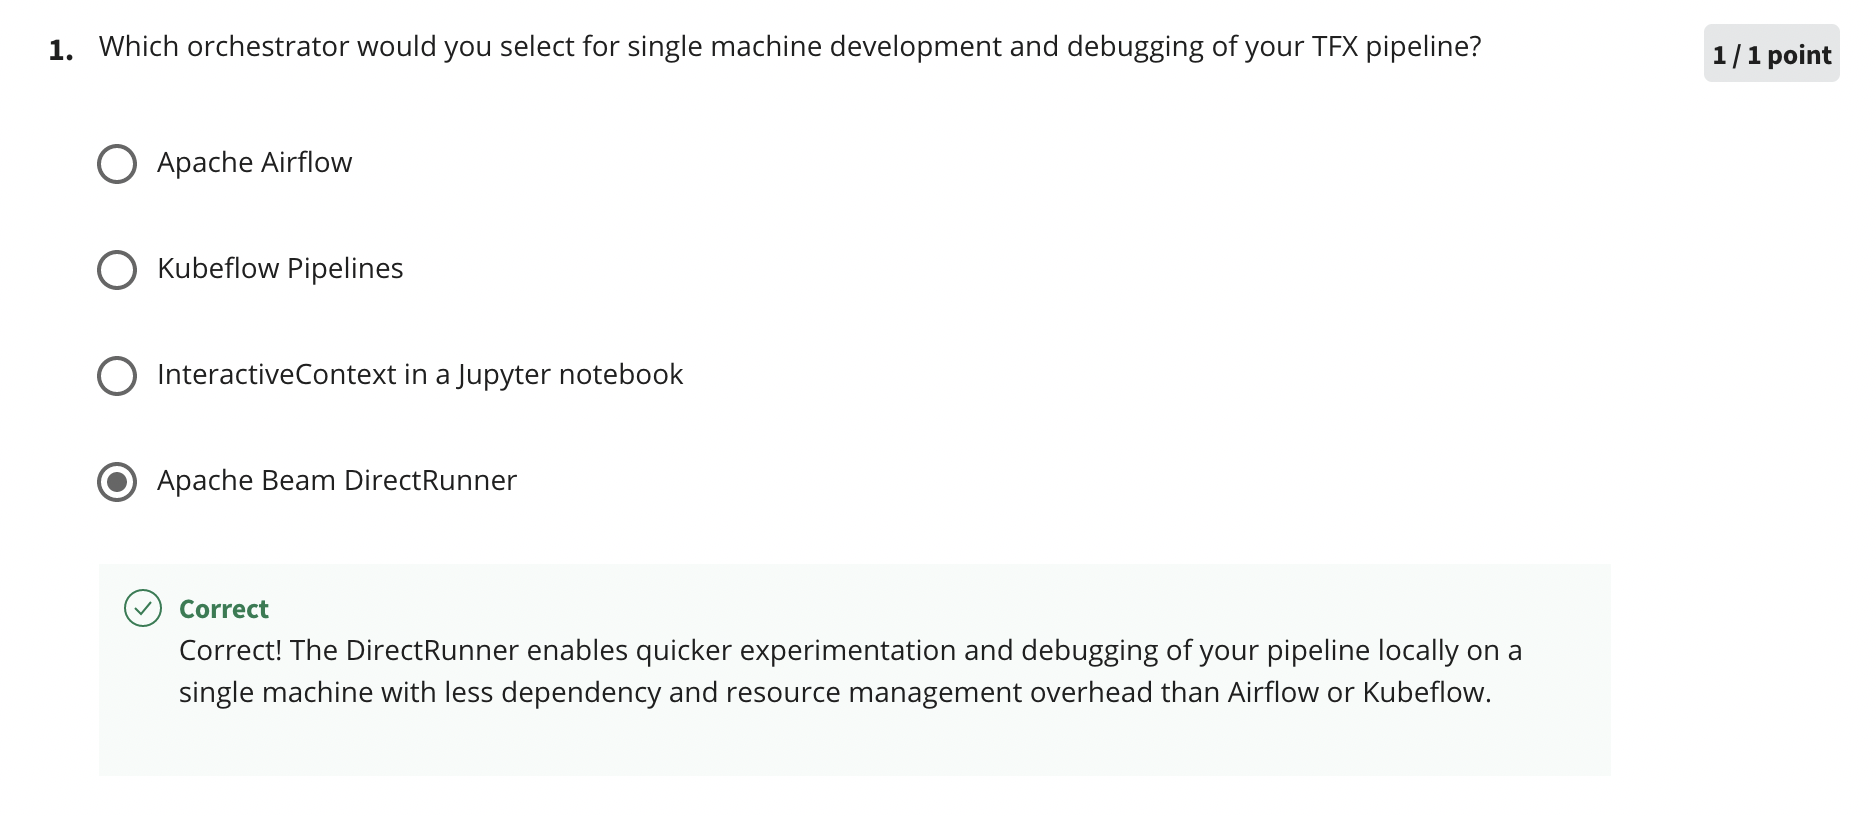 1. Which orchestrator would you select for single machine development and debugging of your TFX pipeline?
1 / 1 point
Apache Airflow
Kubeflow Pipelines
InteractiveContext in a Jupyter notebook
Apache Beam DirectRunner
Correct
Correct! The DirectRunner enables quicker experimentation and debugging of your pipeline locally on a
single machine with less dependency and resource management overhead than Airflow or Kubeflow.